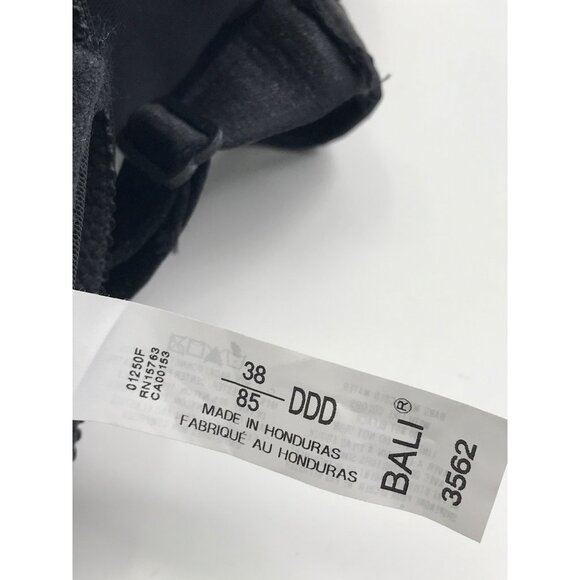 01250F
RN15763
CA00153
38
85
DDD
MADE IN HONDURAS
FABRIQUÉ AU HONDURAS
BALI®
3562